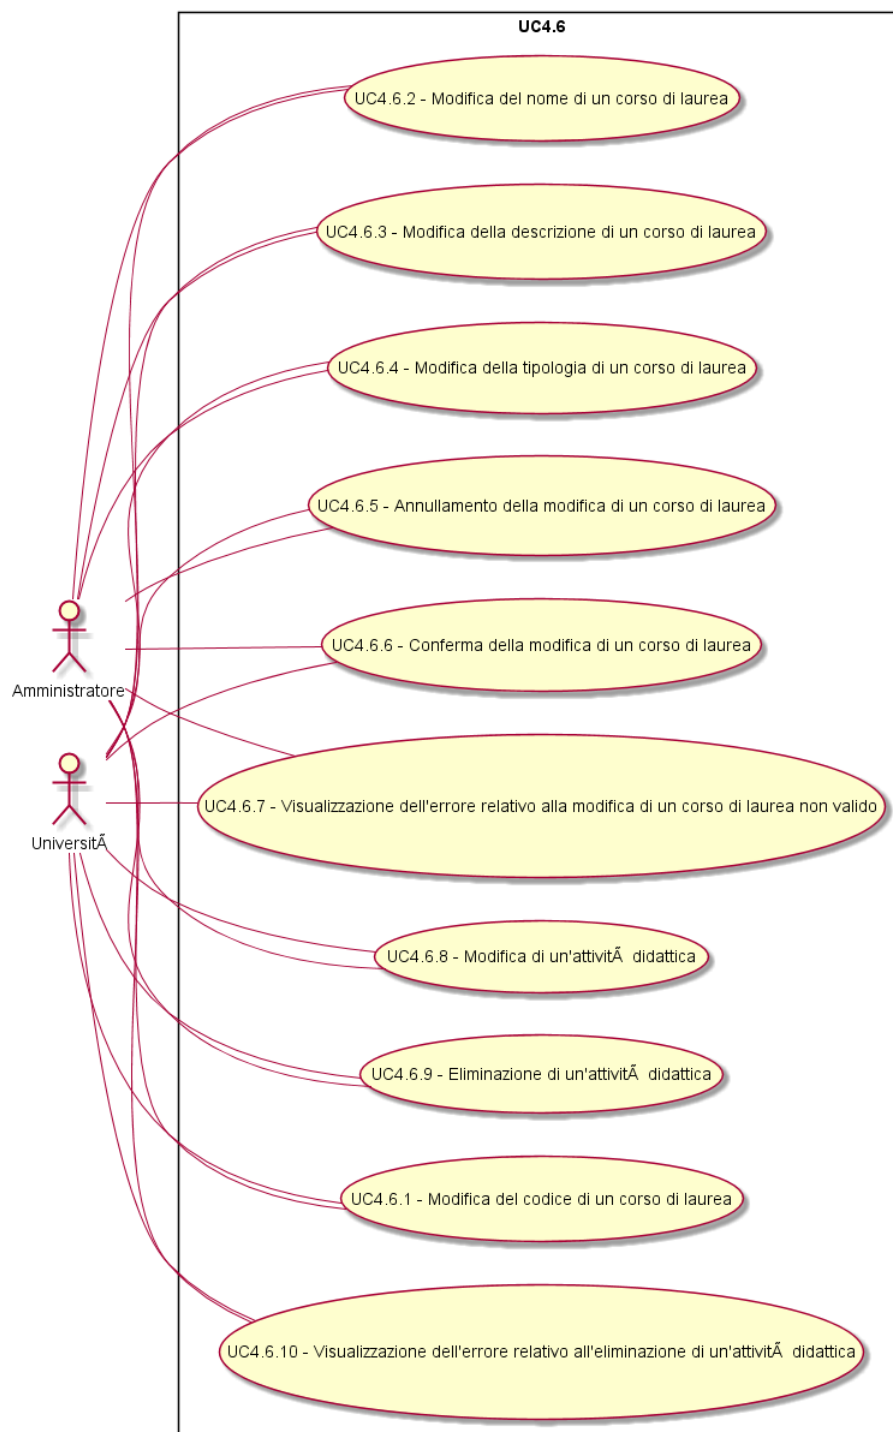 UC4.6
UC4.6.2 - Modifica del nome di un corso di laurea
UC4.6.3 - Modifica della descrizione di un corso di laurea
UC4.6.4 - Modifica della tipologia di un corso di laurea
UC4.6.5 - Annullamento della modifica di un corso di laurea
Amministratore
UC4.6.6 - Conferma della modifica di un corso di laurea
UniversitÃ
UC4.6.7 - Visualizzazione dell'errore relativo alla modifica di un corso di laurea non valido
UC4.6.8 - Modifica di un'attivitÃ  didattica
UC4.6.9 - Eliminazione di un'attivitÃ  didattica
UC4.6.1 - Modifica del codice di un corso di laurea
UC4.6.10 - Visualizzazione dell'errore relativo all'eliminazione di un'attivitÃ  didattica